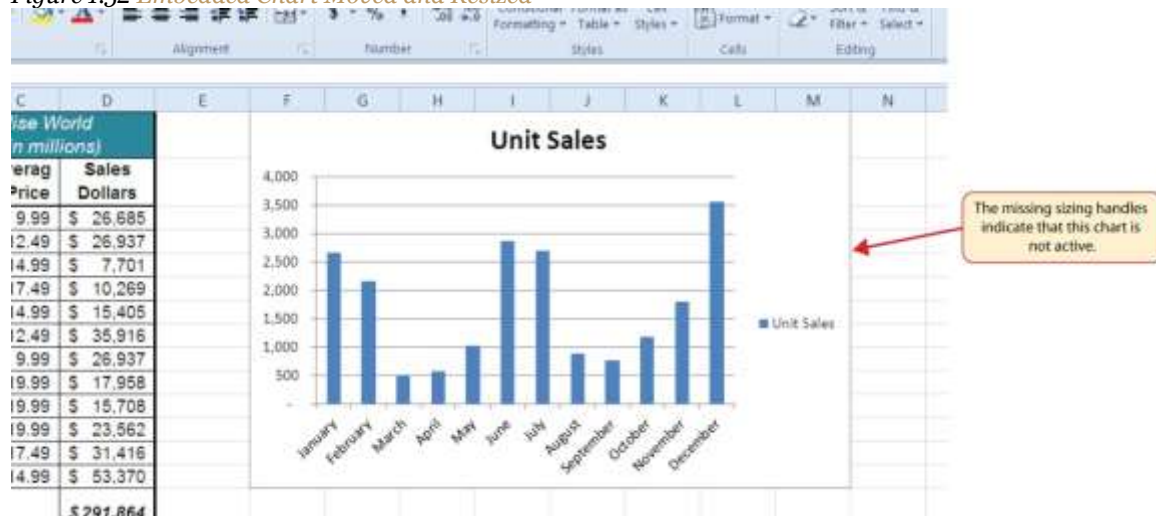 Figure 1.52 Embedded Chart Moved and Resized
Formatting Table Styles Format Filter Select
Alignment Number Styles Cells Editing
C D E F G H I J K L M N
ise World
n millions)
erag Sales
Price Dollars
9.99 $ 26,685
12.49 $ 26,937
14.99 $ 7,701
17.49 $ 10,269
14.99 $ 15,405
12.49 $ 35,916
9.99 $ 26,937
19.99 $ 17,958
19.99 $ 15,708
19.99 $ 23,562
17.49 $ 31,416
14.99 $ 53,370
$291,864
Unit Sales
4,000
3,500
3,000
2,500
2,000
1,500
1,000
500
-
January February March April May June July August September October November December
Unit Sales
The missing sizing handles
indicate that this chart is
not active.